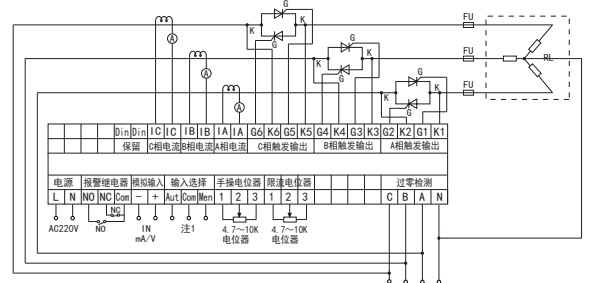 G
FU
K
K
G
G
FU
RL
K
K
G
G
FU
K
K
G
A
A
A
Din Din IC IC IB IB IA IA G6 K6 G5 K5 G4 K4 G3 K3 G2 K2 G1 K1
保留 C相电流 B相电流 A相电流 C相触发输出 B相触发输出 A相触发输出
电源 报警继电器 模拟输入 输入选择 手操电位器 限流电位器 过零检测
L N NO NC Com - + Aut Com Men 1 2 3 1 2 3 C B A N
NC
AC220V NO IN mA/V 注1 4.7~10K 电位器 4.7~10K 电位器